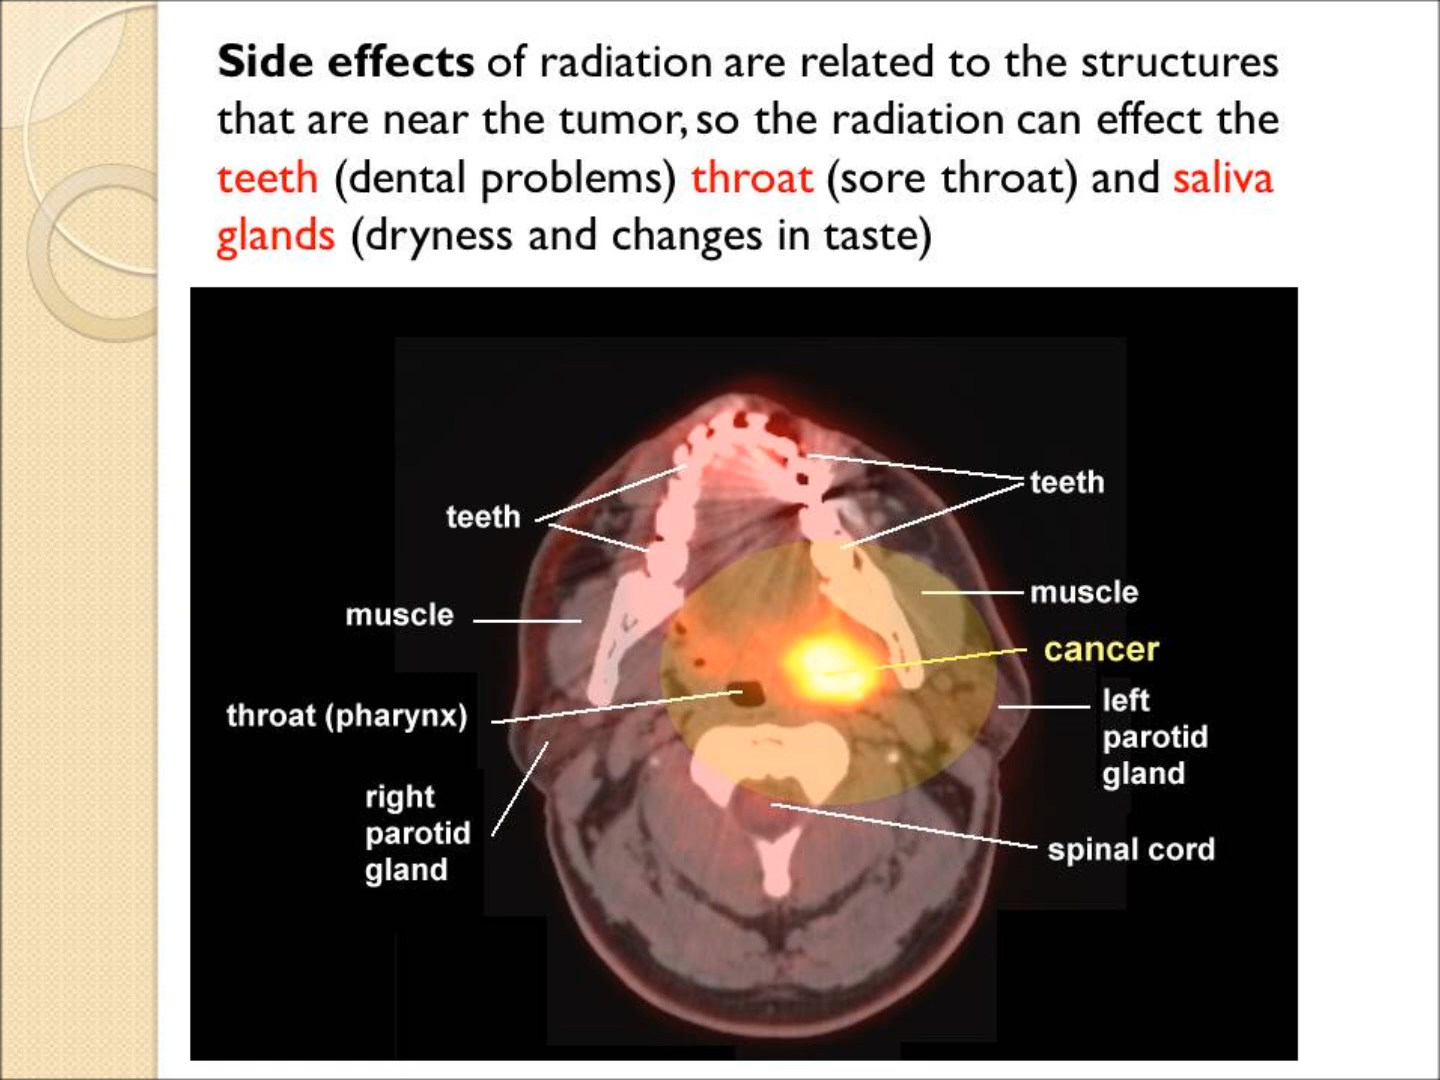 Side effects of radiation are related to the structures
that are near the tumor, so the radiation can effect the
teeth (dental problems) throat (sore throat) and saliva
glands (dryness and changes in taste)
teeth
teeth
muscle
muscle
cancer
throat (pharynx)
left
parotid
gland
right
parotid
gland
spinal cord